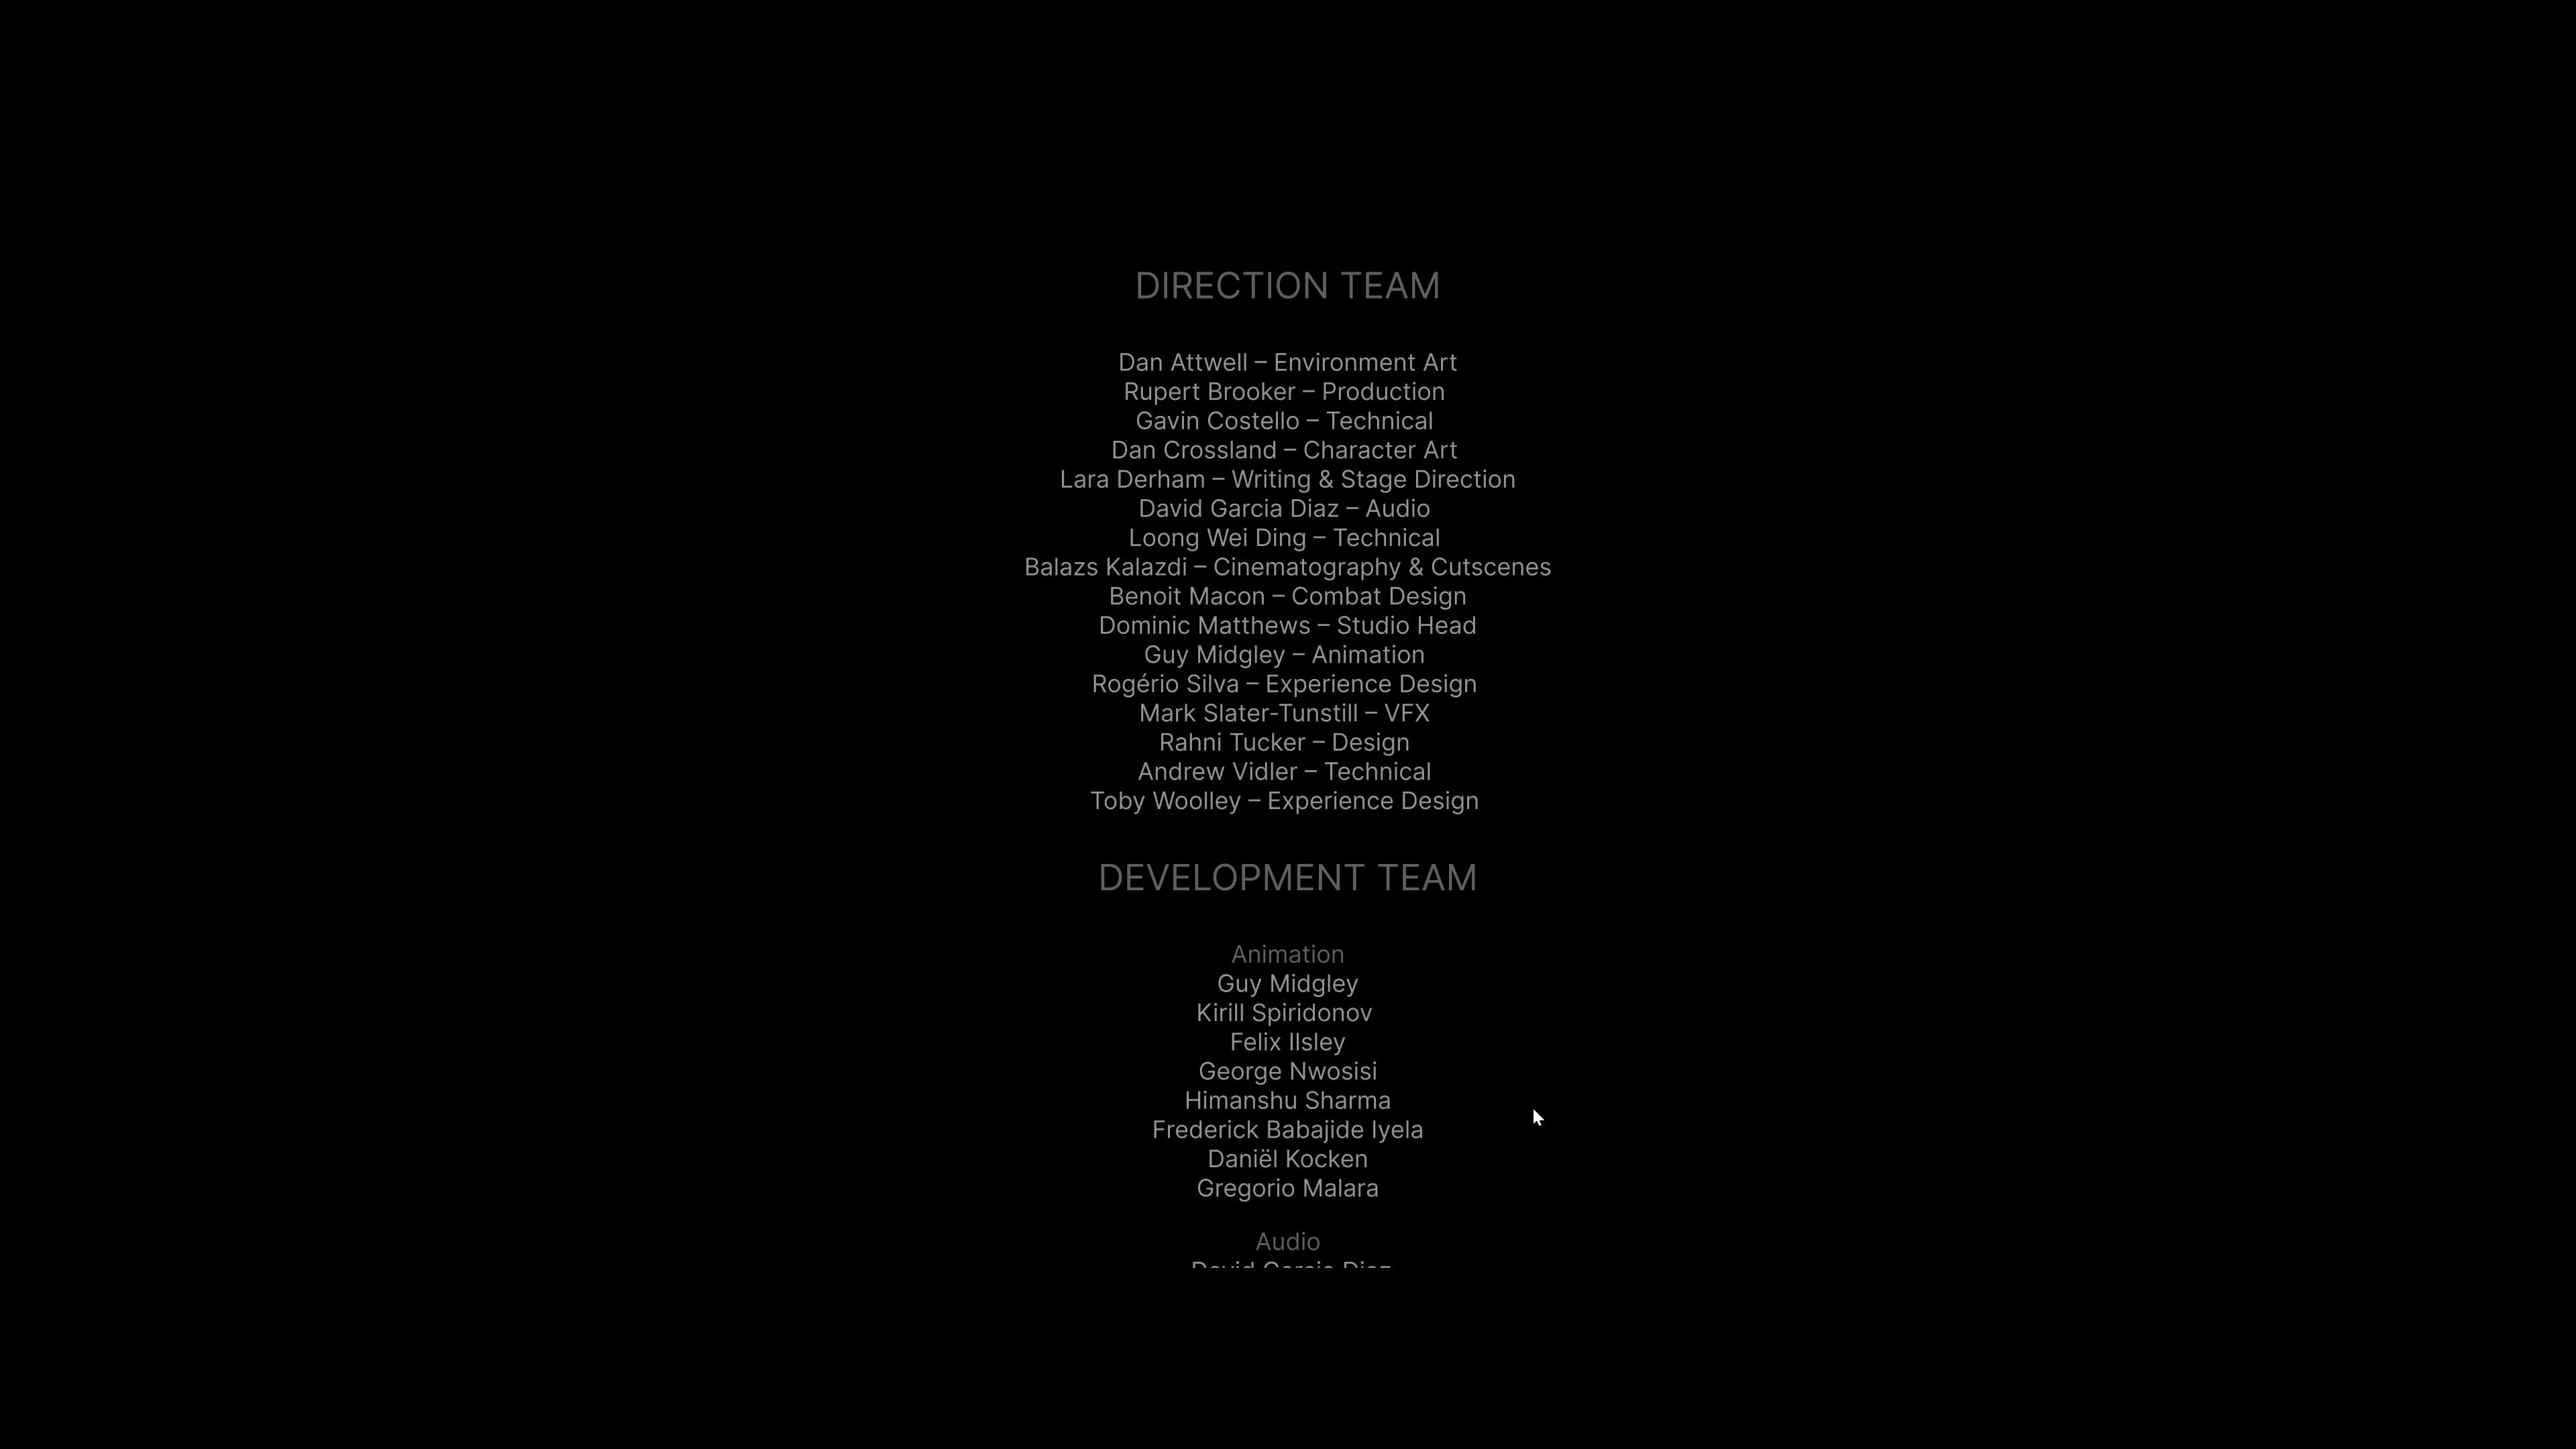 DIRECTION TEAM
Dan Attwell – Environment Art
Rupert Brooker – Production
Gavin Costello – Technical
Dan Crossland – Character Art
Lara Derham – Writing & Stage Direction
David Garcia Diaz – Audio
Loong Wei Ding – Technical
Balazs Kalazdi – Cinematography & Cutscenes
Benoit Macon – Combat Design
Dominic Matthews – Studio Head
Guy Midgley – Animation
Rogério Silva – Experience Design
Mark Slater-Tunstill – VFX
Rahni Tucker – Design
Andrew Vidler – Technical
Toby Woolley – Experience Design
DEVELOPMENT TEAM
Animation
Guy Midgley
Kirill Spiridonov
Felix Ilsley
George Nwosisi
Himanshu Sharma
Frederick Babajide Iyela
Daniël Kocken
Gregorio Malara
Audio
David Garcia Diaz